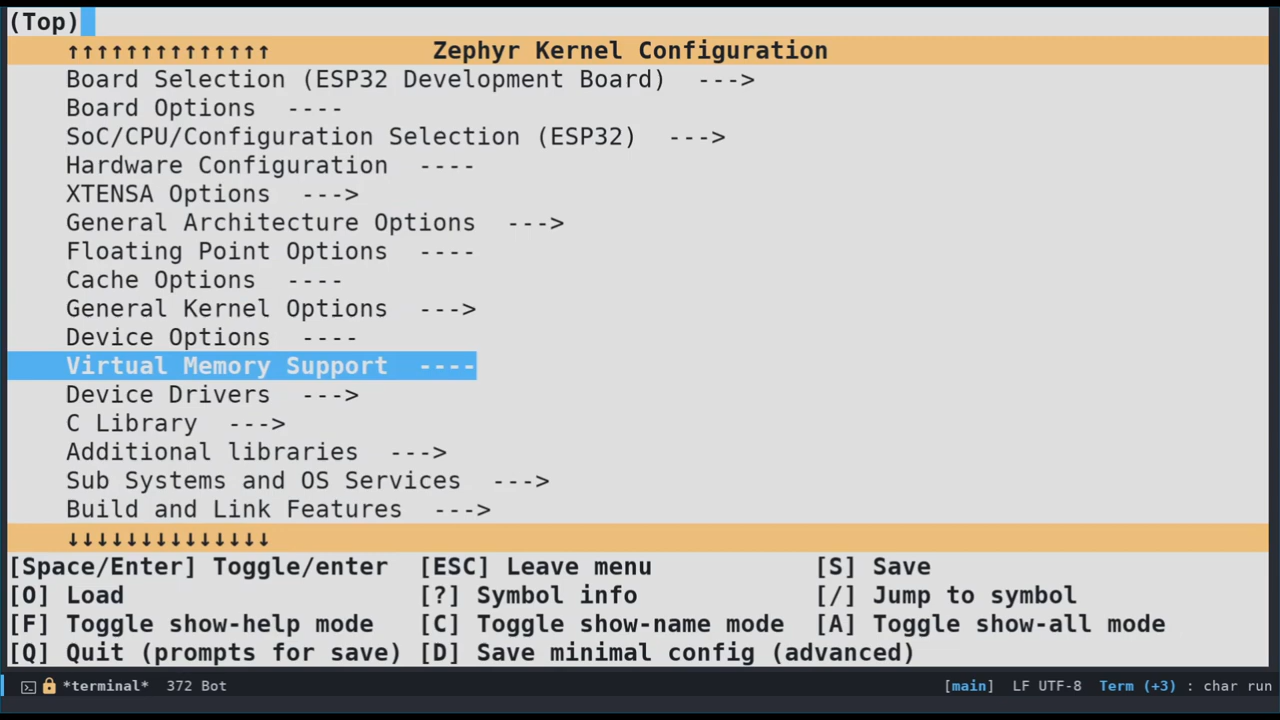 (Top)
↑↑↑↑↑↑↑↑↑↑↑↑↑↑ Zephyr Kernel Configuration
Board Selection (ESP32 Development Board)  --->
Board Options  ----
SoC/CPU/Configuration Selection (ESP32)  --->
Hardware Configuration  ----
XTENSA Options  --->
General Architecture Options  --->
Floating Point Options  ----
Cache Options  ----
General Kernel Options  --->
Device Options  ----
Virtual Memory Support  ----
Device Drivers  --->
C Library  --->
Additional libraries  --->
Sub Systems and OS Services  --->
Build and Link Features  --->
↓↓↓↓↓↓↓↓↓↓↓↓↓↓
[Space/Enter] Toggle/enter  [ESC] Leave menu  [S] Save
[O] Load  [?] Symbol info  [/] Jump to symbol
[F] Toggle show-help mode  [C] Toggle show-name mode  [A] Toggle show-all mode
[Q] Quit (prompts for save) [D] Save minimal config (advanced)
*terminal*  372 Bot  [main]  LF UTF-8  Term (+3) : char run